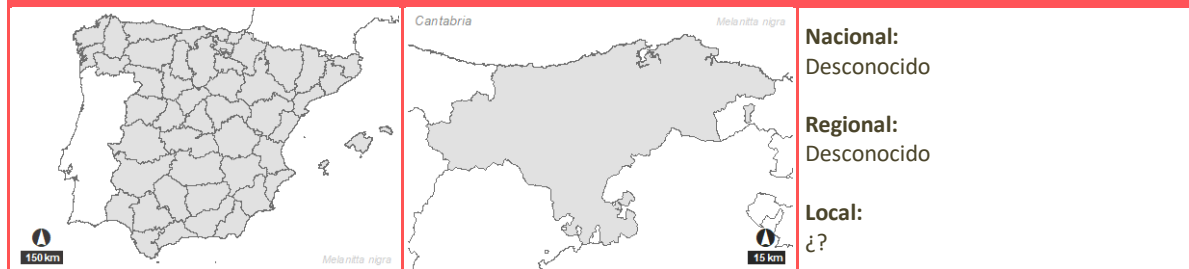 150 km
Melanitta nigra
Cantabria
Melanitta nigra
15 km
Nacional:
Desconocido
Regional:
Desconocido
Local:
¿?